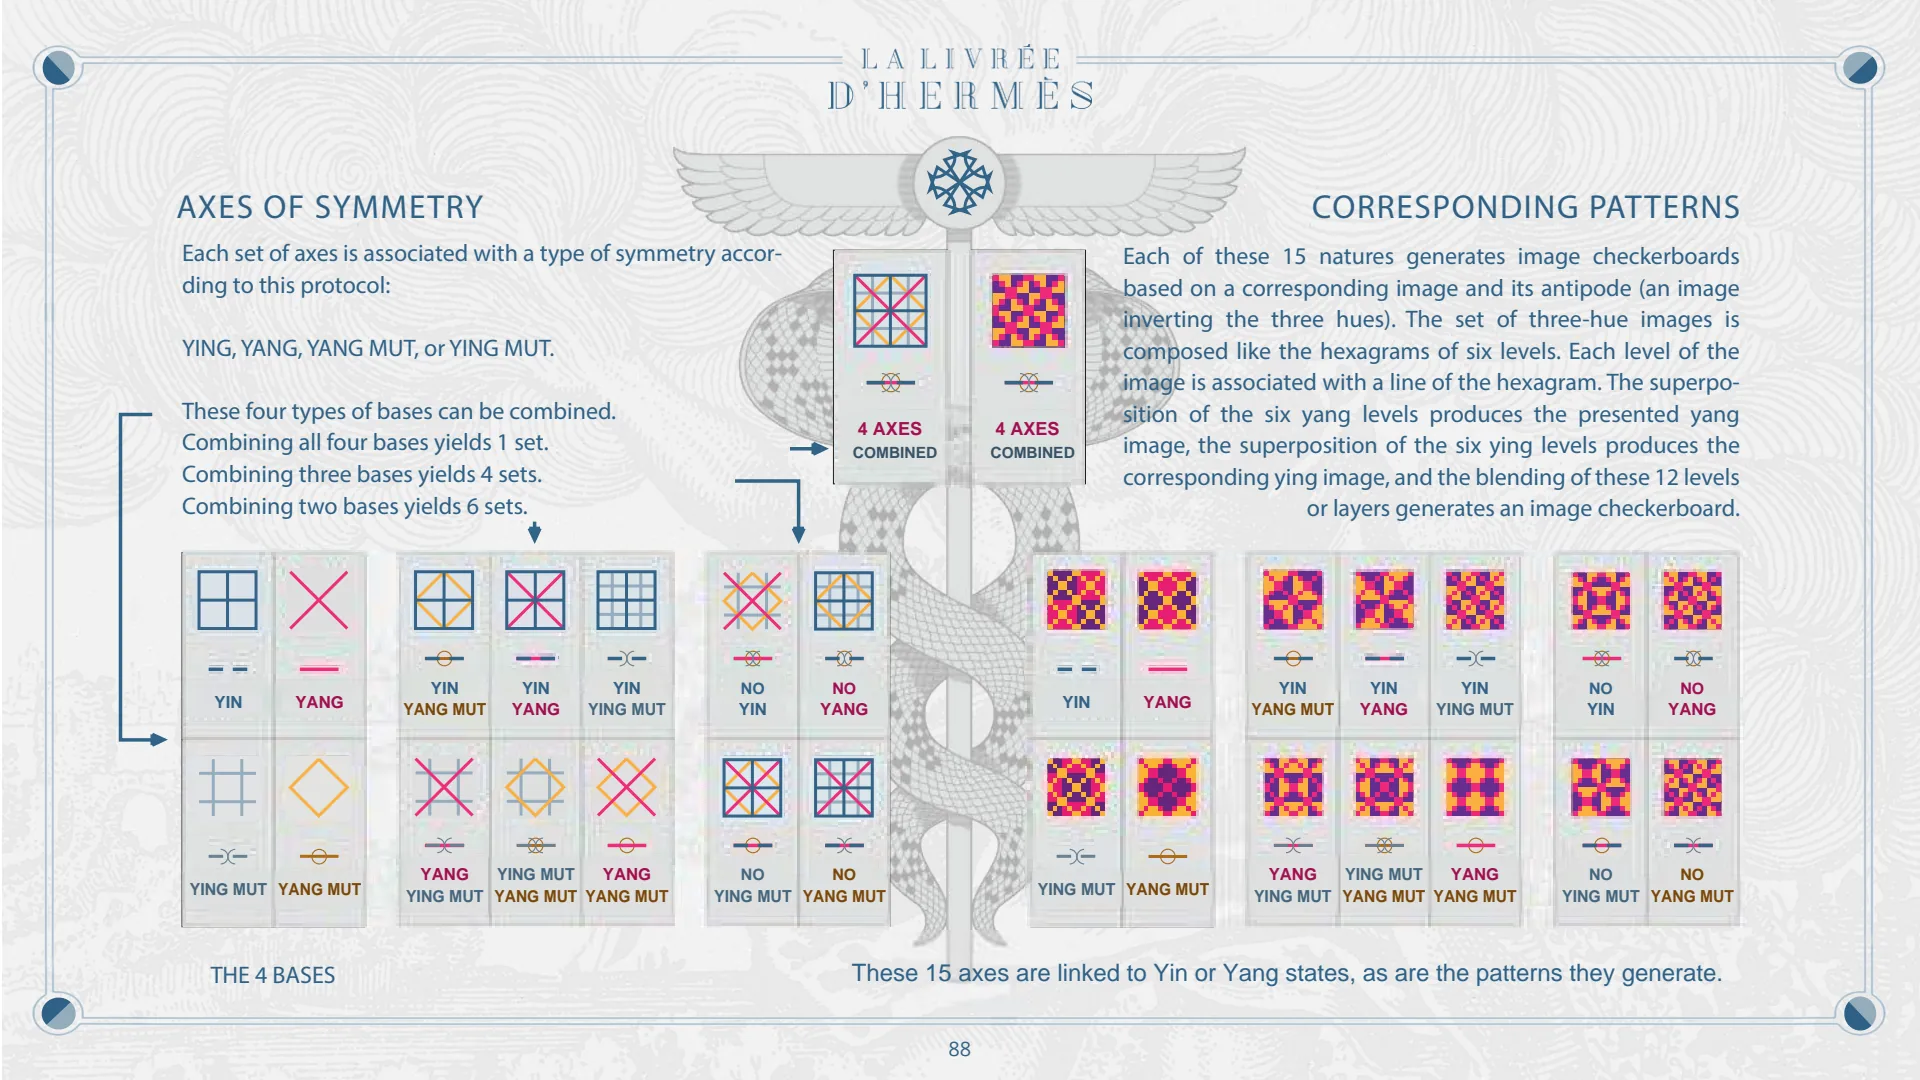 LA LIVRÉE
D'HERMÈS
AXES OF SYMMETRY
Each set of axes is associated with a type of symmetry accor-
ding to this protocol:
YING, YANG, YANG MUT, or YING MUT.
These four types of bases can be combined.
Combining all four bases yields 1 set.
Combining three bases yields 4 sets.
Combining two bases yields 6 sets.
4 AXES
COMBINED
4 AXES
COMBINED
CORRESPONDING PATTERNS
Each of these 15 natures generates image checkerboards
based on a corresponding image and its antipode (an image
inverting the three hues). The set of three-hue images is
composed like the hexagrams of six levels. Each level of the
image is associated with a line of the hexagram. The superpo-
sition of the six yang levels produces the presented yang
image, the superposition of the six ying levels produces the
corresponding ying image, and the blending of these 12 levels
or layers generates an image checkerboard.
YIN
YANG
YING MUT
YANG MUT
YIN
YANG MUT
YIN
YANG
YIN
YING MUT
YANG
YING MUT
YING MUT
YANG MUT
YANG
YANG MUT
NO
YIN
NO
YANG
NO
YING MUT
NO
YANG MUT
YIN
YANG
YING MUT
YANG MUT
YIN
YANG MUT
YIN
YANG
YIN
YING MUT
YANG
YING MUT
YING MUT
YANG MUT
YANG
YANG MUT
NO
YIN
NO
YANG
NO
YING MUT
NO
YANG MUT
THE 4 BASES
These 15 axes are linked to Yin or Yang states, as are the patterns they generate.
88